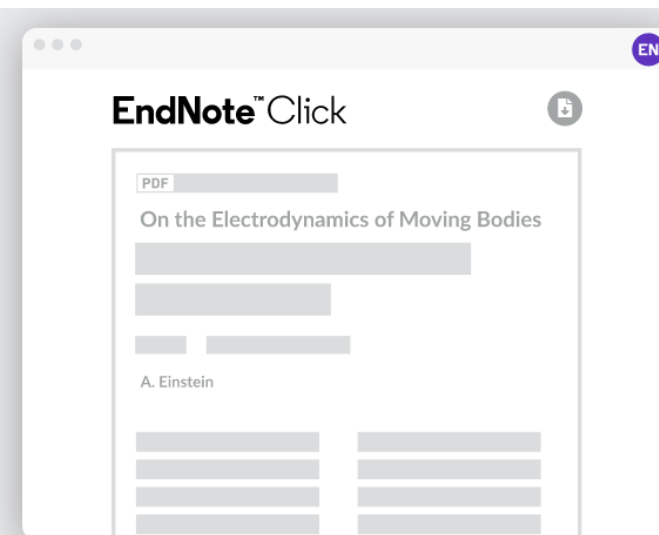 EN
EndNote™ Click
PDF
On the Electrodynamics of Moving Bodies
A. Einstein